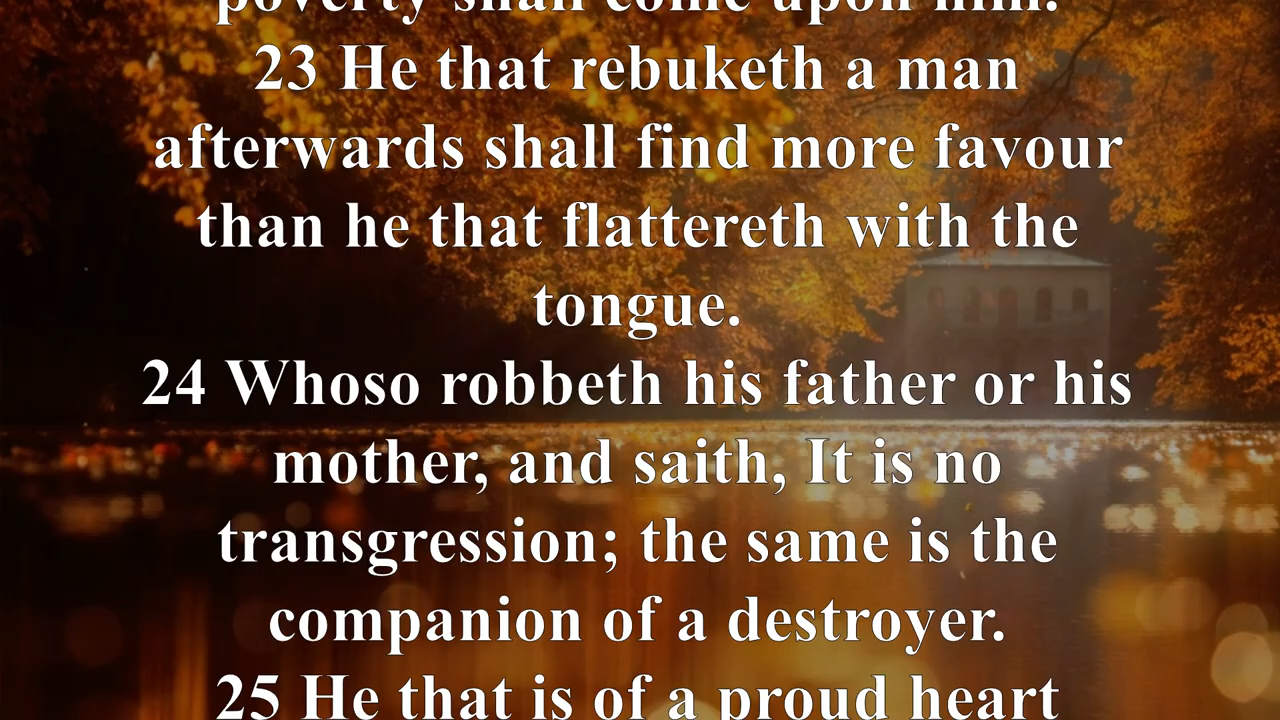 poverty shall come upon him.
23 He that rebuketh a man
afterwards shall find more favour
than he that flattereth with the
tongue.
24 Whoso robbeth his father or his
mother, and saith, It is no
transgression; the same is the
companion of a destroyer.
25 He that is of a proud heart